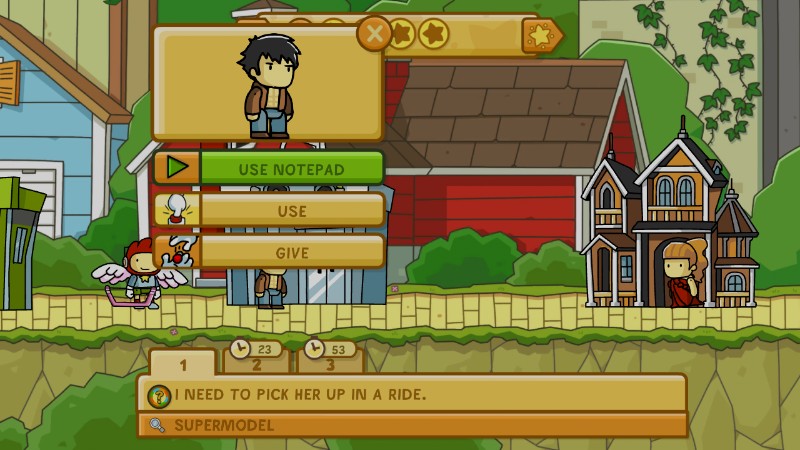 USE NOTEPAD
USE
GIVE
23
53
1
2
3
I NEED TO PICK HER UP IN A RIDE.
SUPERMODEL